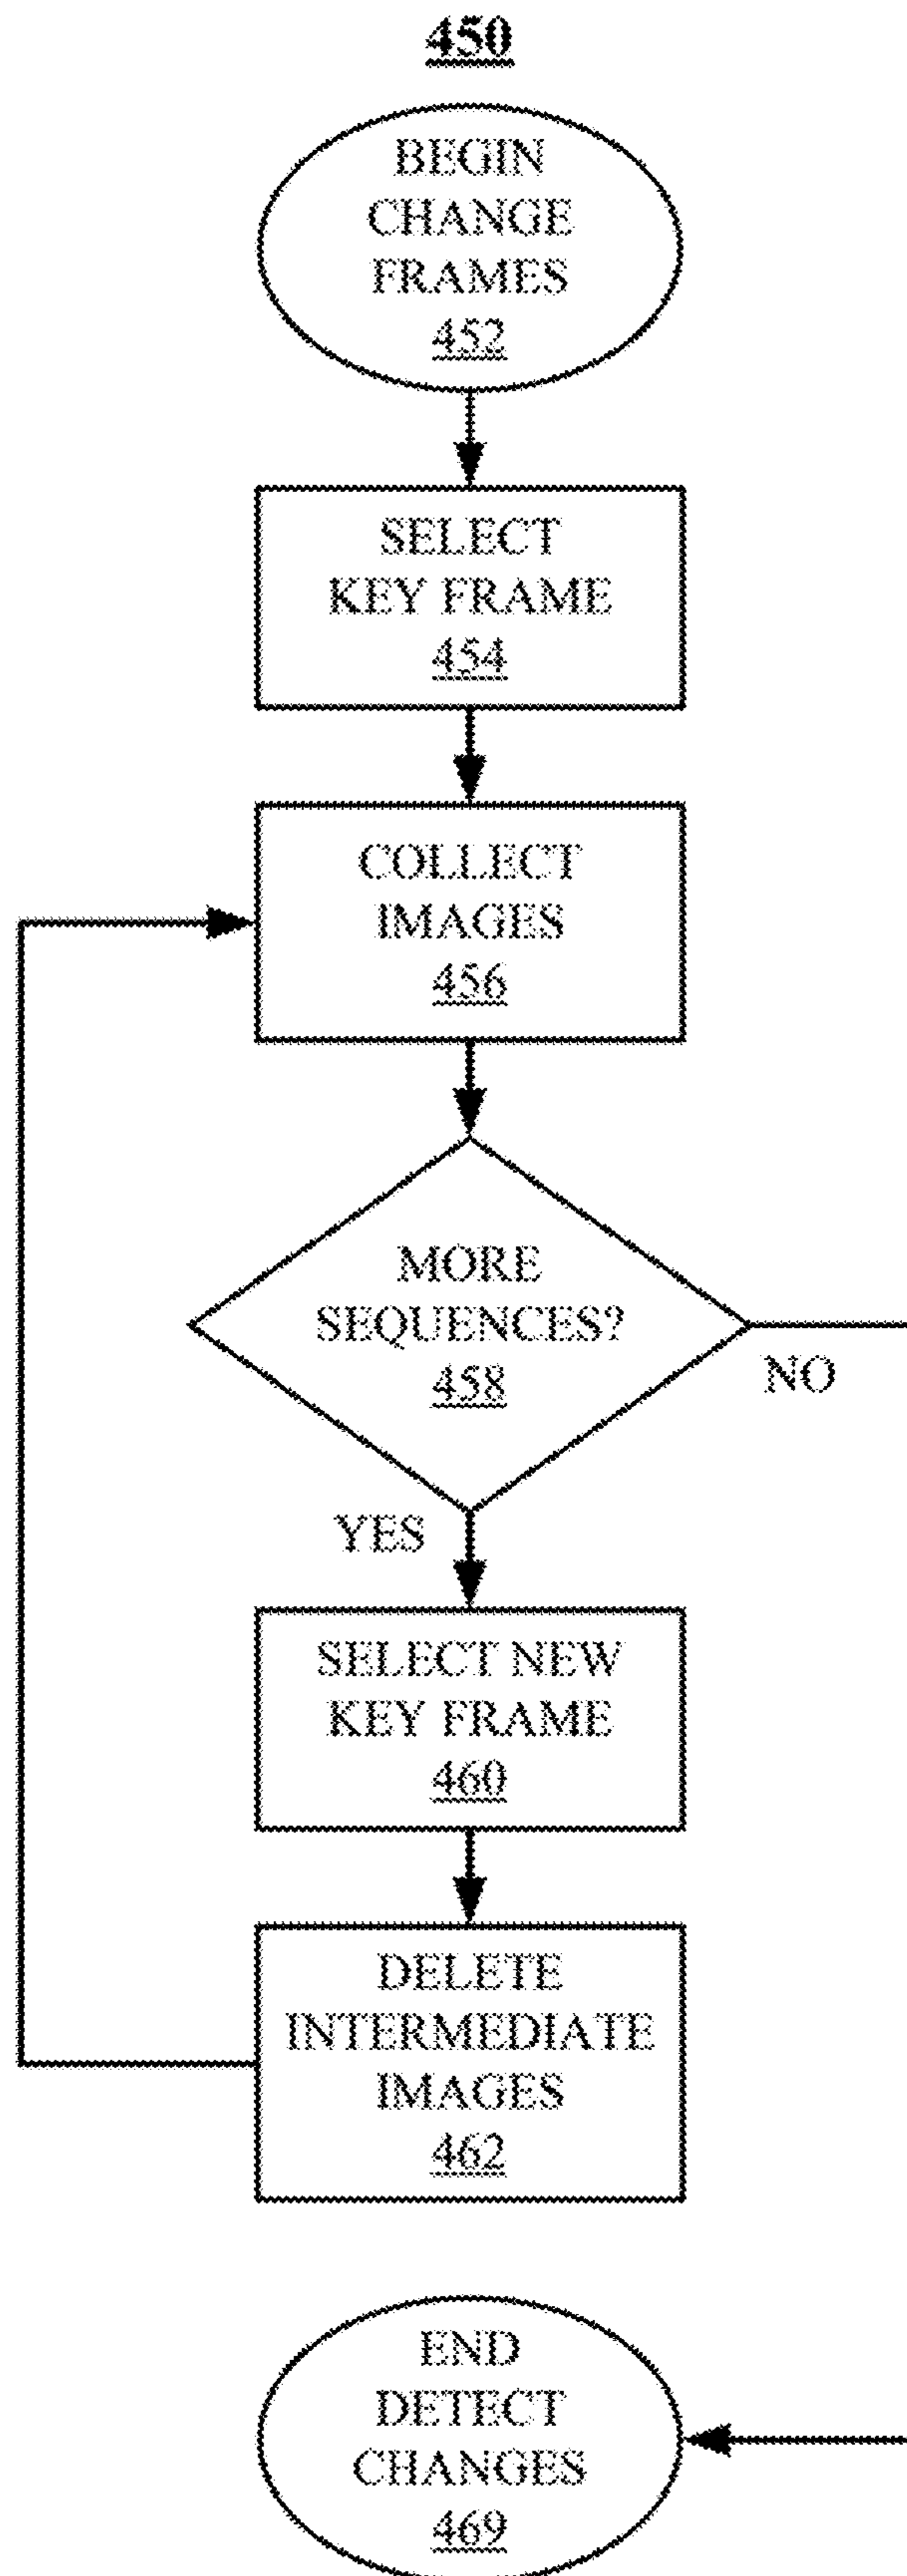 450
BEGIN
CHANGE
FRAMES
452
SELECT
KEY FRAME
454
COLLECT
IMAGES
456
MORE
SEQUENCES?
458
NO
YES
SELECT NEW
KEY FRAME
460
DELETE
INTERMEDIATE
IMAGES
462
END
DETECT
CHANGES
469